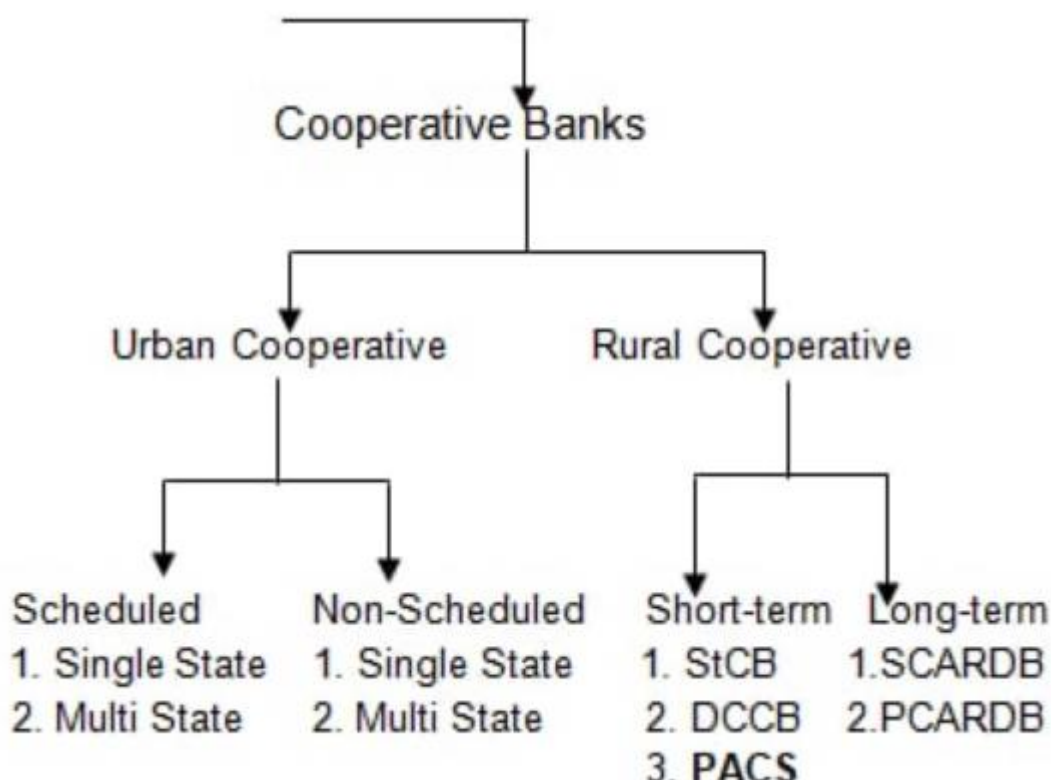 Cooperative Banks
Urban Cooperative
Rural Cooperative
Scheduled
1. Single State
2. Multi State
Non-Scheduled
1. Single State
2. Multi State
Short-term
1. StCB
2. DCCB
3. PACS
Long-term
1.SCARDB
2.PCARDB